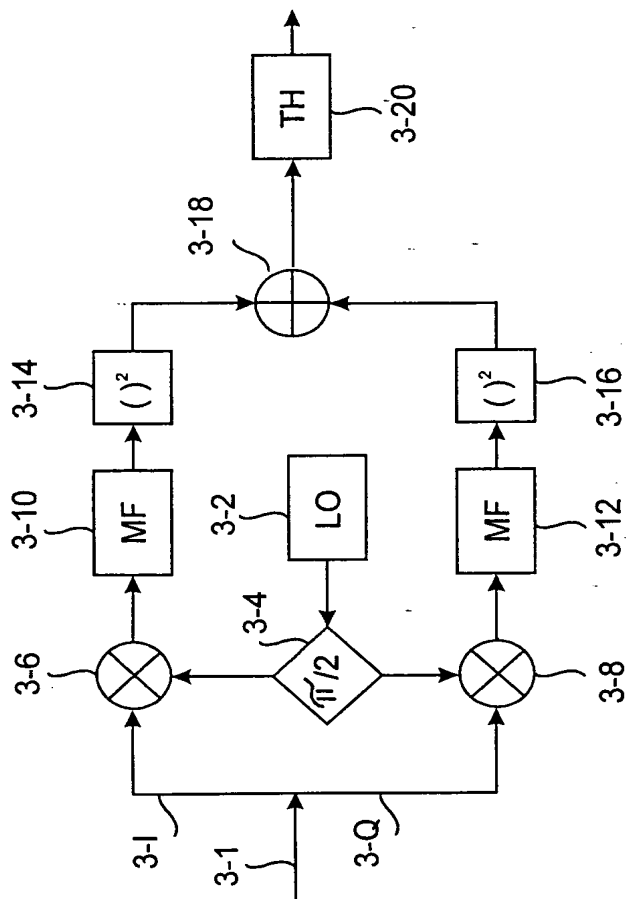 3-1
3-I
3-Q
3-6
3-8
3-4
π/2
3-2
LO
3-10
MF
3-12
MF
3-14
( )²
3-16
( )²
3-18
3-20
TH